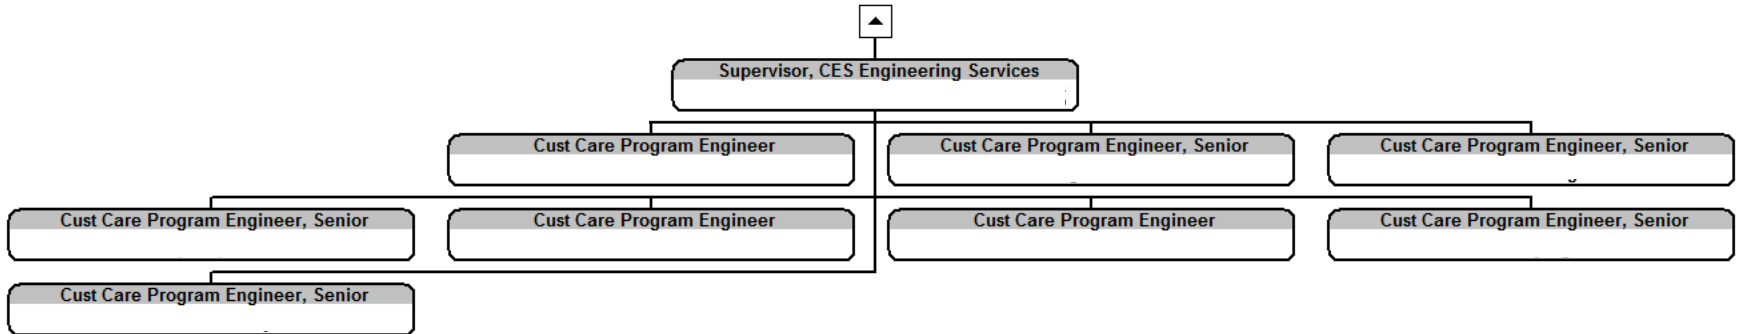 Supervisor, CES Engineering Services
Cust Care Program Engineer
Cust Care Program Engineer, Senior
Cust Care Program Engineer, Senior
Cust Care Program Engineer, Senior
Cust Care Program Engineer
Cust Care Program Engineer
Cust Care Program Engineer, Senior
Cust Care Program Engineer, Senior